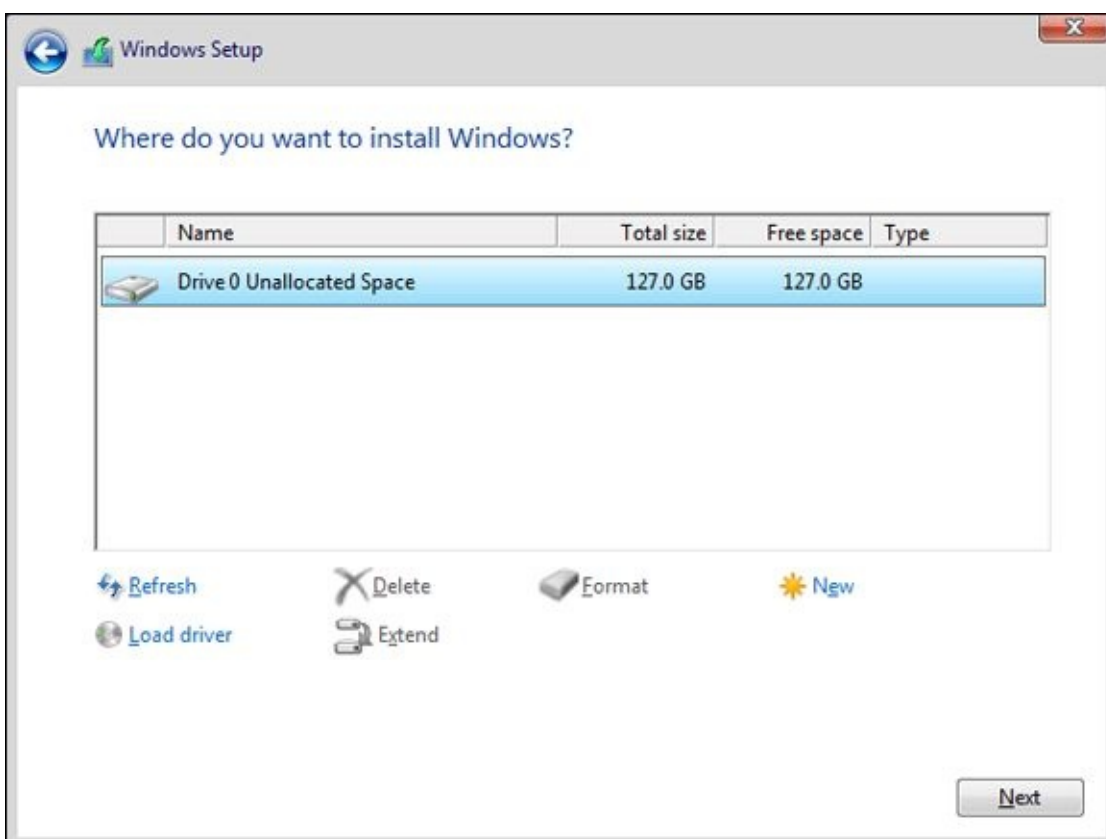 Windows Setup
Where do you want to install Windows?
Name Total size Free space Type
Drive 0 Unallocated Space 127.0 GB 127.0 GB
Refresh Delete Format New
Load driver Extend
Next